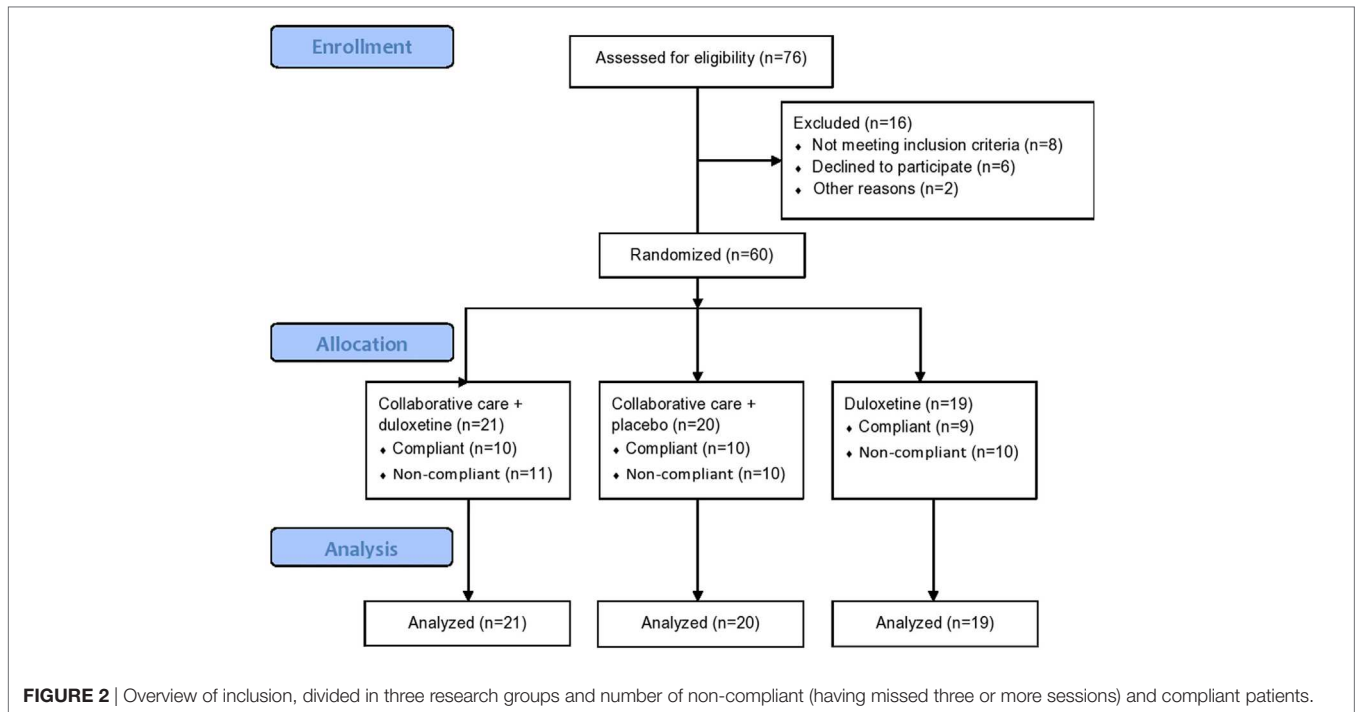 Enrollment
Assessed for eligibility (n=76)
Excluded (n=16)
♦ Not meeting inclusion criteria (n=8)
♦ Declined to participate (n=6)
♦ Other reasons (n=2)
Randomized (n=60)
Allocation
Collaborative care +
duloxetine (n=21)
♦ Compliant (n=10)
♦ Non-compliant (n=11)
Collaborative care +
placebo (n=20)
♦ Compliant (n=10)
♦ Non-compliant (n=10)
Duloxetine (n=19)
♦ Compliant (n=9)
♦ Non-compliant (n=10)
Analysis
Analyzed (n=21)
Analyzed (n=20)
Analyzed (n=19)
FIGURE 2 | Overview of inclusion, divided in three research groups and number of non-compliant (having missed three or more sessions) and compliant patients.